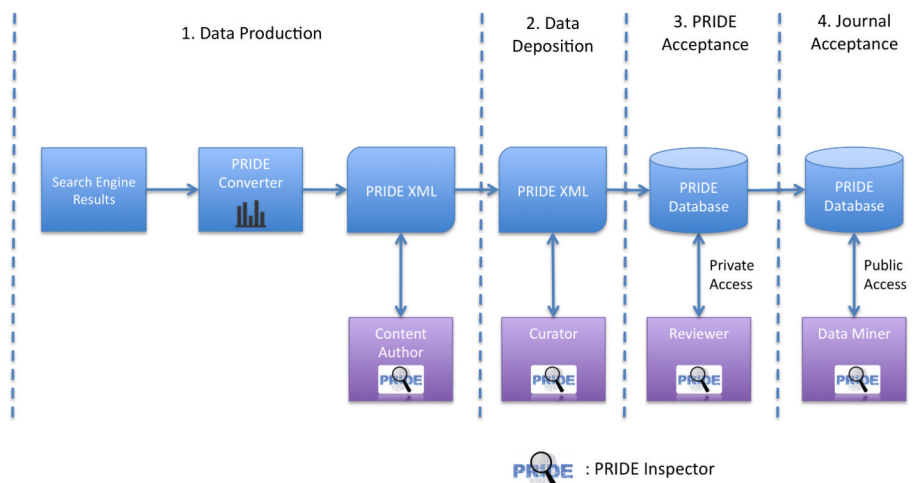 1. Data Production
2. Data
Deposition
3. PRIDE
Acceptance
4. Journal
Acceptance
Search Engine
Results
PRIDE
Converter
PRIDE XML
PRIDE XML
PRIDE
Database
PRIDE
Database
Private
Access
Public
Access
Content
Author
PRIDE
Curator
PRIDE
Reviewer
PRIDE
Data Miner
PRIDE
PRIDE : PRIDE Inspector